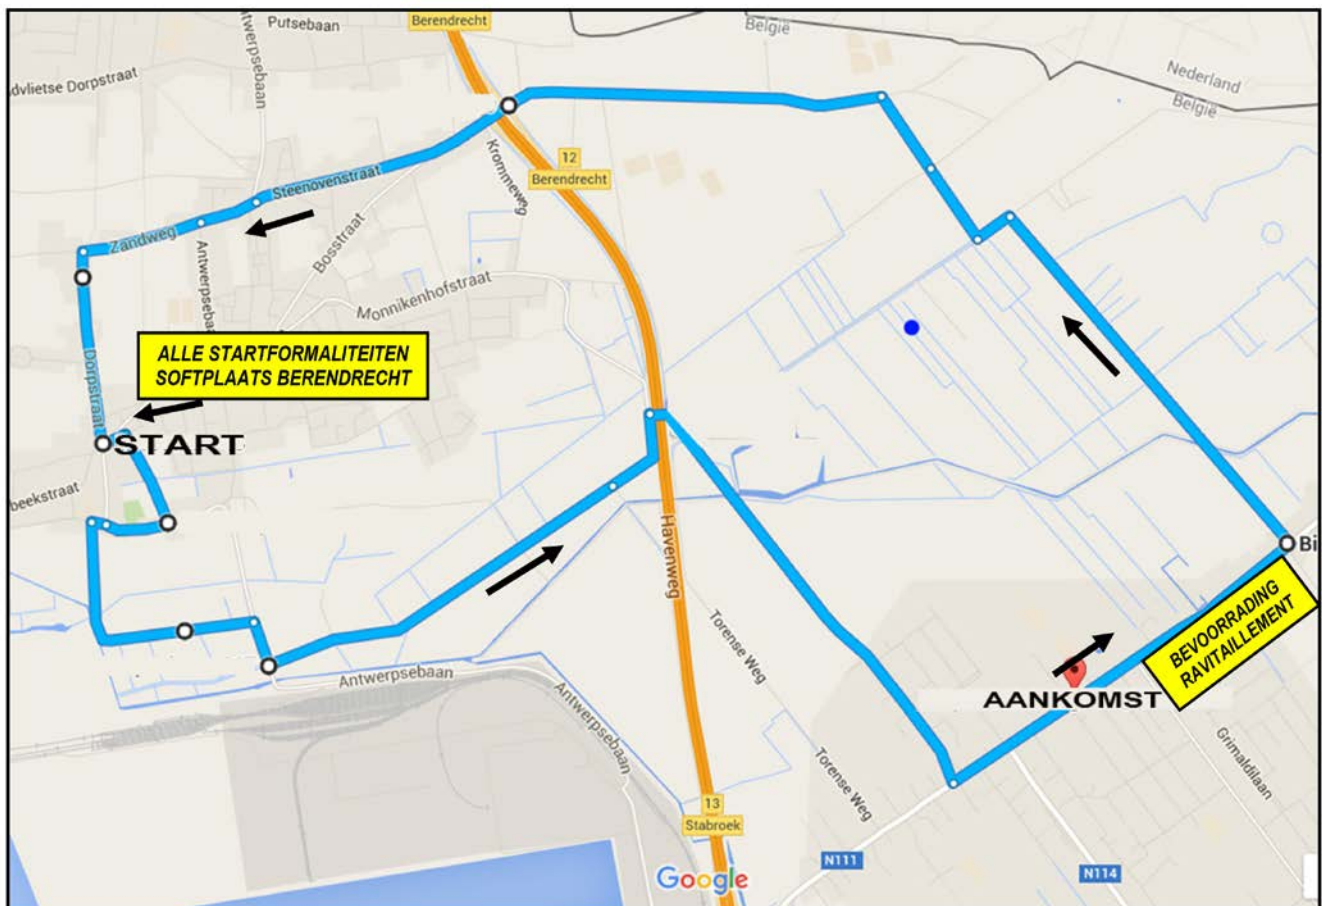 Putsebaan
Antwerpsebaan
Berendrecht
België
Nederland
België
dvlietse Dorpstraat
Krommeweg
12
Berendrecht
Steenovenstraat
Zandweg
Bosstraat
Antwerpsebaa
Monnikenhofstraat
ALLE STARTFORMALITEITEN
SOFTPLAATS BERENDRECHT
Dorpstraat
START
beekstraat
Havenweg
Bi
BEVOORRADING
RAVITAILLEMENT
Torense Weg
Antwerpsebaan
Antwerpsebaan
AANKOMST
Grimaldilaan
Torense Weg
13
Stabroek
N111
N114
Google